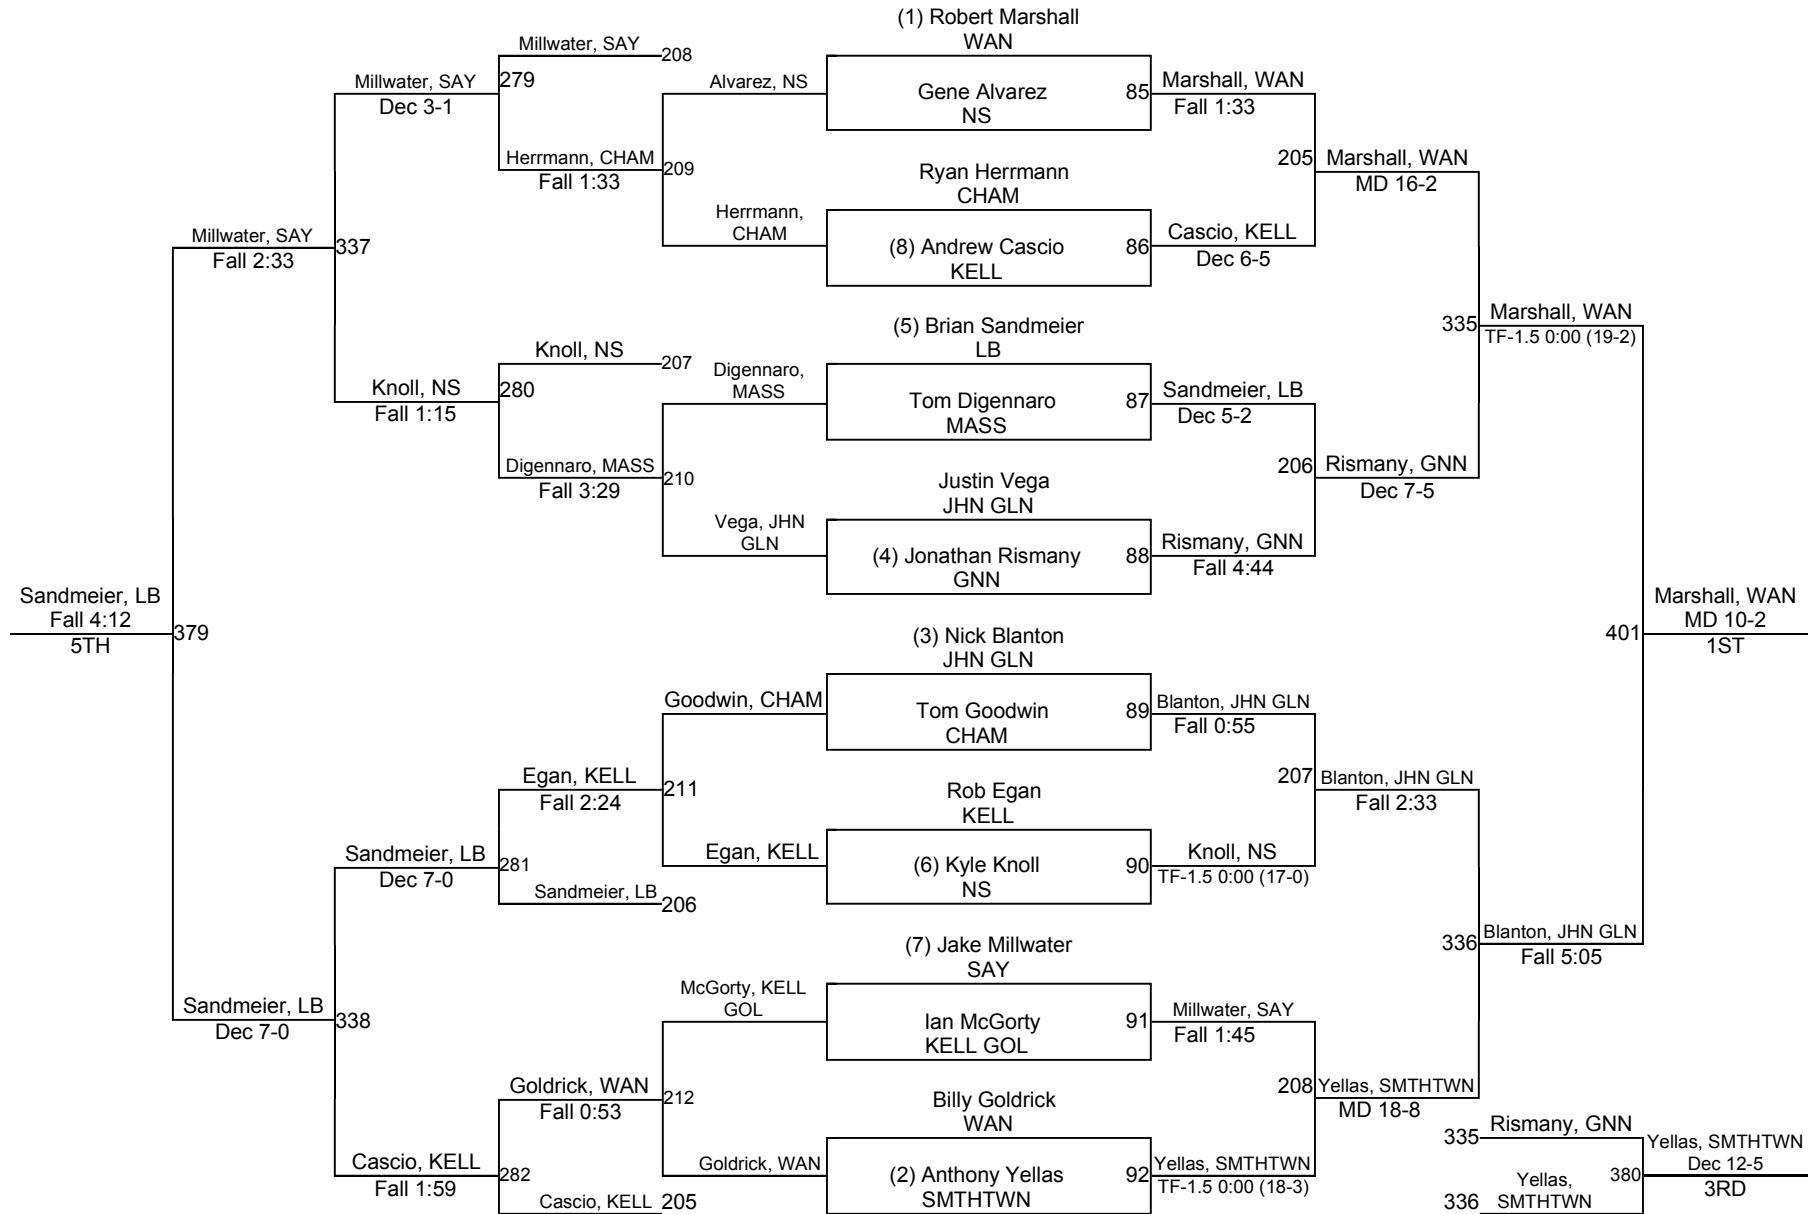 (1) Robert Marshall
WAN
Millwater, SAY
208
Millwater, SAY
279
Dec 3-1
Alvarez, NS
Gene Alvarez
NS
85
Marshall, WAN
Fall 1:33
Herrmann, CHAM
209
Fall 1:33
Ryan Herrmann
CHAM
205
Marshall, WAN
MD 16-2
Herrmann,
CHAM
(8) Andrew Cascio
KELL
86
Cascio, KELL
Dec 6-5
Millwater, SAY
337
Fall 2:33
(5) Brian Sandmeier
LB
335
Marshall, WAN
TF-1.5 0:00 (19-2)
Knoll, NS
207
Knoll, NS
280
Fall 1:15
Digennaro,
MASS
Tom Digennaro
MASS
87
Sandmeier, LB
Dec 5-2
Digennaro, MASS
210
Fall 3:29
Justin Vega
JHN GLN
206
Rismany, GNN
Dec 7-5
Vega, JHN
GLN
(4) Jonathan Rismany
GNN
88
Rismany, GNN
Fall 4:44
Sandmeier, LB
Fall 4:12
379
5TH
401
Marshall, WAN
MD 10-2
1ST
(3) Nick Blanton
JHN GLN
Goodwin, CHAM
Tom Goodwin
CHAM
89
Blanton, JHN GLN
Fall 0:55
Egan, KELL
211
Fall 2:24
Rob Egan
KELL
207
Blanton, JHN GLN
Fall 2:33
Sandmeier, LB
281
Dec 7-0
Egan, KELL
(6) Kyle Knoll
NS
90
Knoll, NS
TF-1.5 0:00 (17-0)
Sandmeier, LB
206
336
Blanton, JHN GLN
Fall 5:05
(7) Jake Millwater
SAY
Sandmeier, LB
338
Dec 7-0
McGorty, KELL
GOL
Ian McGorty
KELL GOL
91
Millwater, SAY
Fall 1:45
Goldrick, WAN
212
Fall 0:53
Billy Goldrick
WAN
208
Yellas, SMTHTWN
MD 18-8
Cascio, KELL
282
Fall 1:59
Goldrick, WAN
(2) Anthony Yellas
SMTHTWN
92
Yellas, SMTHTWN
TF-1.5 0:00 (18-3)
Cascio, KELL
205
335
Rismany, GNN
336
Yellas,
SMTHTWN
380
Yellas, SMTHTWN
Dec 12-5
3RD